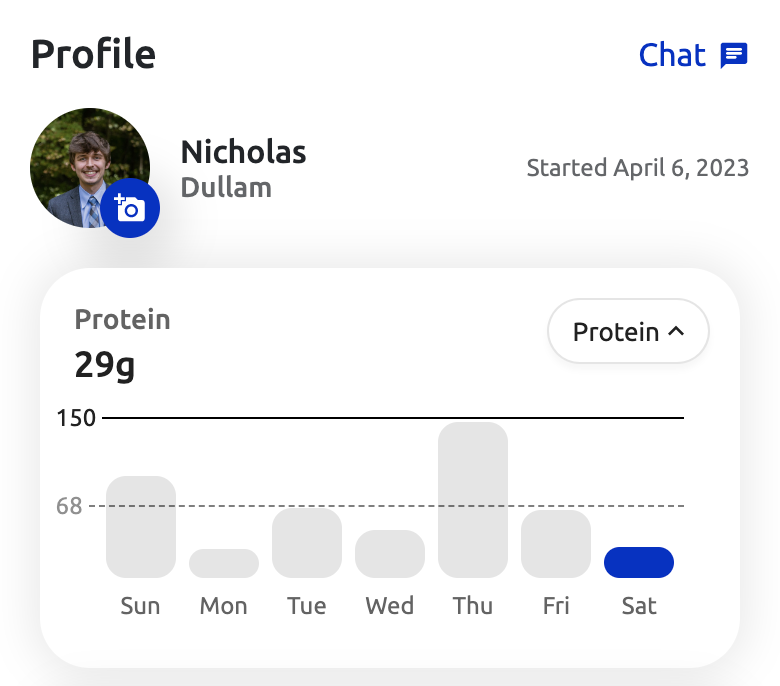 Profile
Chat
Nicholas
Dullam
Started April 6, 2023
Protein
29g
Protein
150
68
Sun Mon Tue Wed Thu Fri Sat